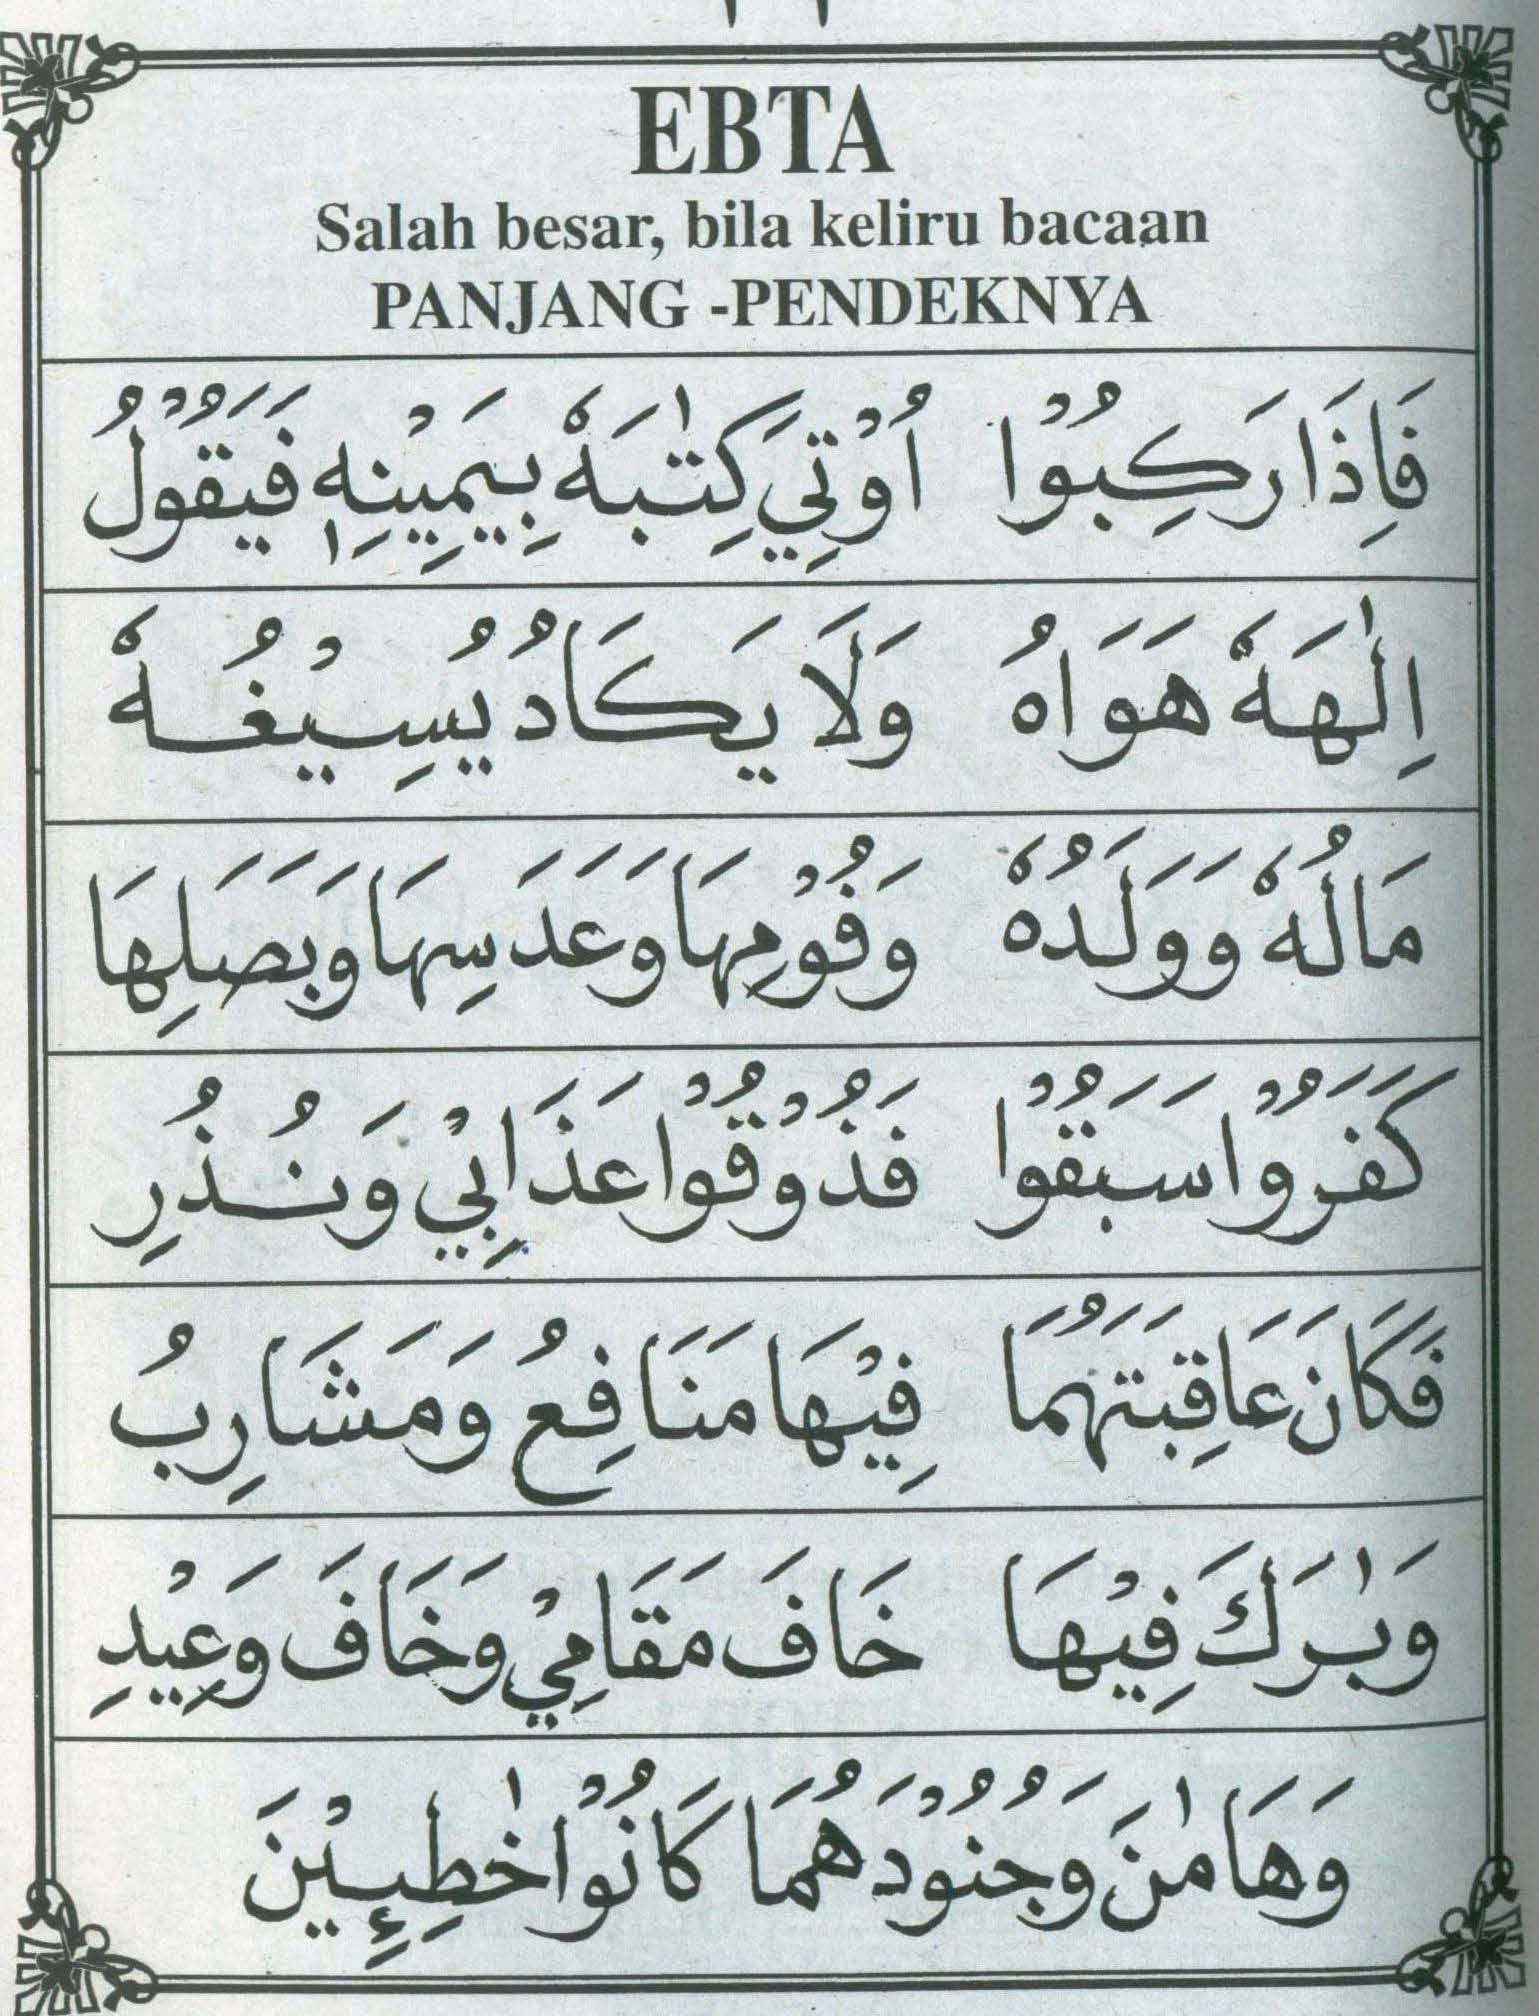 EBTA
Salah besar, bila keliru bacaan
PANJANG -PENDEKNYA
فَاِذَا رَكِبُوْا اُوْتِيَ كِتٰبَهٗ بِيَمِيْنِهٖ فَيَقُوْلُ
اِلٰهَهٗ هَوَاهُ وَلَا يَكَادُ يُسِيْغُهٗ
مَالُهٗ وَوَلَدُهٗ وَفُوْمِهَا وَعَدَسِهَا وَبَصَلِهَا
كَفَرُوْا سَبَقُوْا فَذُوْقُوْا عَذَابِيْ وَنُذُرِ
فَكَانَ عَاقِبَتَهُمَا فِيْهَا مَنَافِعُ وَمَشَارِبُ
وَبٰرَكَ فِيْهَا خَافَ مَقَامِيْ وَخَافَ وَعِيْدِ
وَهَامٰنَ وَجُنُوْدَهُمَا كَانُوْا خٰطِـِٕيْنَ